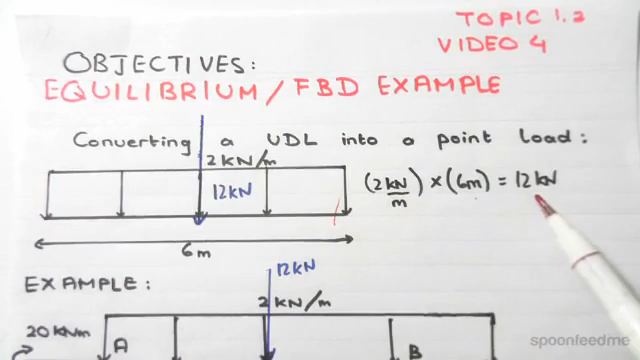 TOPIC 1.2
VIDEO 4
OBJECTIVES:
EQUILIBRIUM / FBD EXAMPLE
Converting a UDL into a point load:
2kN/m
12kN
(2kN/m) × (6m) = 12kN
6m
EXAMPLE:
12kN
2kN/m
20kNm
A
B
spoonfeedme